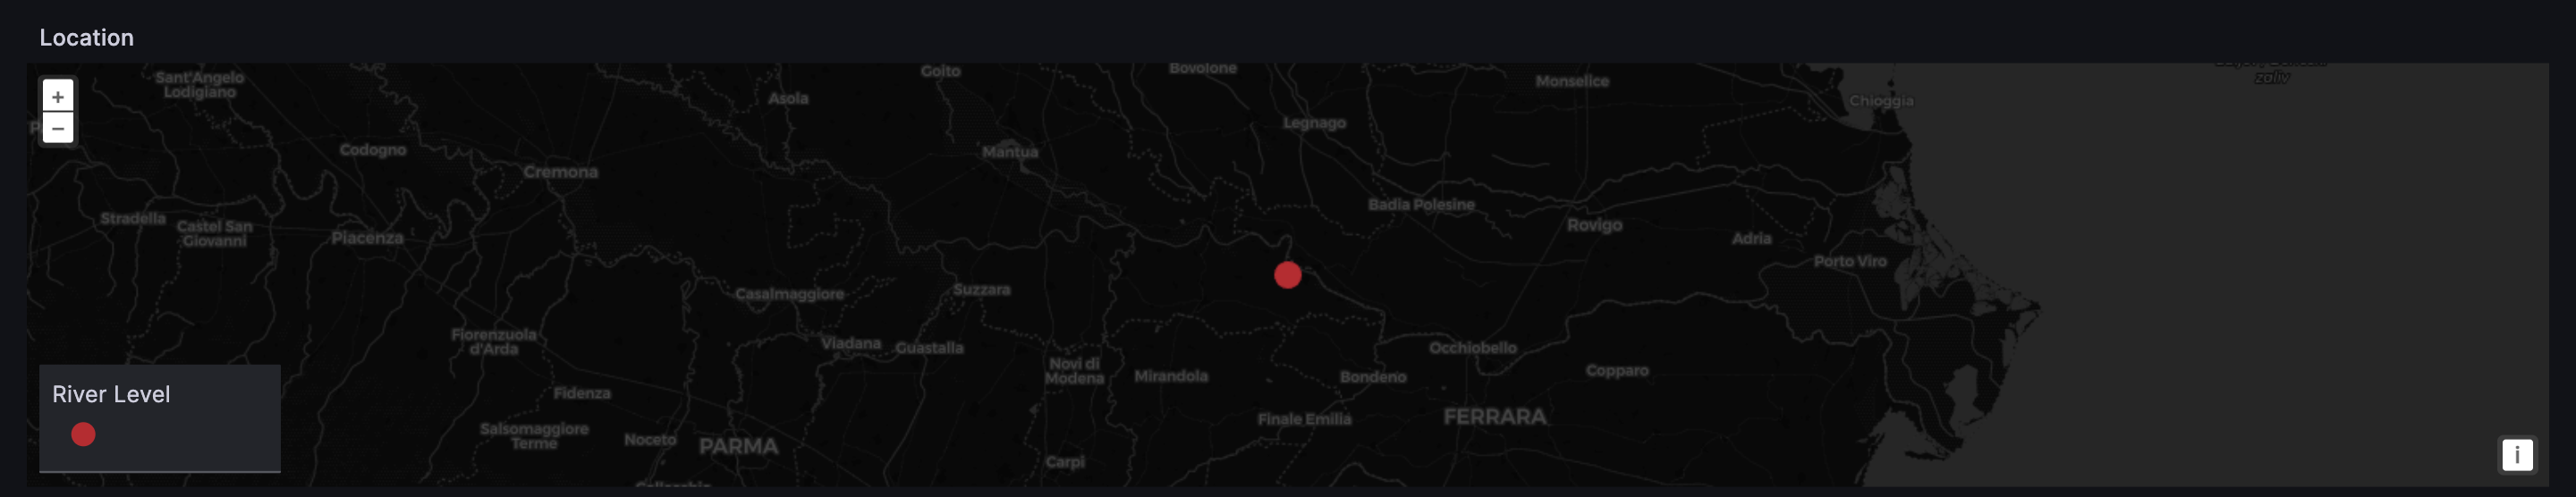 Location
Sant'Angelo
Lodigiano
Goito
Bovolone
Monselice
zaliv
+
Asola
Chioggia
−
Legnago
Codogno
Mantua
Cremona
Stradella
Castel San
Giovanni
Badia Polesine
Piacenza
Rovigo
Adria
Porto Viro
Casalmaggiore
Suzzara
Fiorenzuola
d'Arda
Viadana
Guastalla
Occhiobello
Novi di
Modena
Mirandola
Bondeno
Copparo
River Level
Fidenza
Finale Emilia
FERRARA
Salsomaggiore
Terme
Noceto
PARMA
Carpi
i